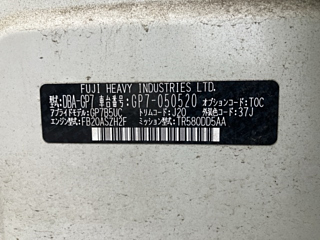 FUJI HEAVY INDUSTRIES LTD.
型式:DBA-GP7 車台番号:GP7-050520 オプションコード:TOC
アプライドモデル:GP7B5UC トリムコード:J20 外装色コード:37J
エンジン型式:FB20ASZH2F ミッション型式:TR580DD5AA